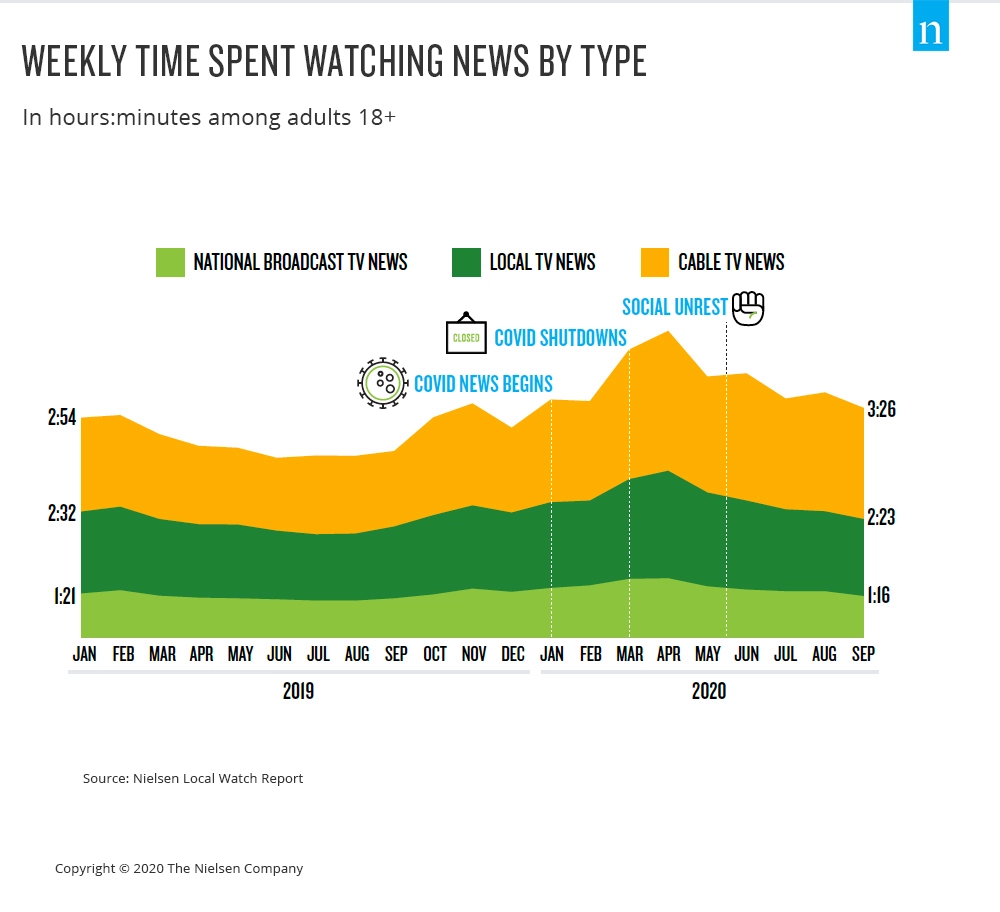 n
WEEKLY TIME SPENT WATCHING NEWS BY TYPE
In hours:minutes among adults 18+
NATIONAL BROADCAST TV NEWS LOCAL TV NEWS CABLE TV NEWS
SOCIAL UNREST
CLOSED COVID SHUTDOWNS
COVID NEWS BEGINS
2:54 3:26
2:32 2:23
1:21 1:16
JAN FEB MAR APR MAY JUN JUL AUG SEP OCT NOV DEC JAN FEB MAR APR MAY JUN JUL AUG SEP
2019 2020
Source: Nielsen Local Watch Report
Copyright © 2020 The Nielsen Company